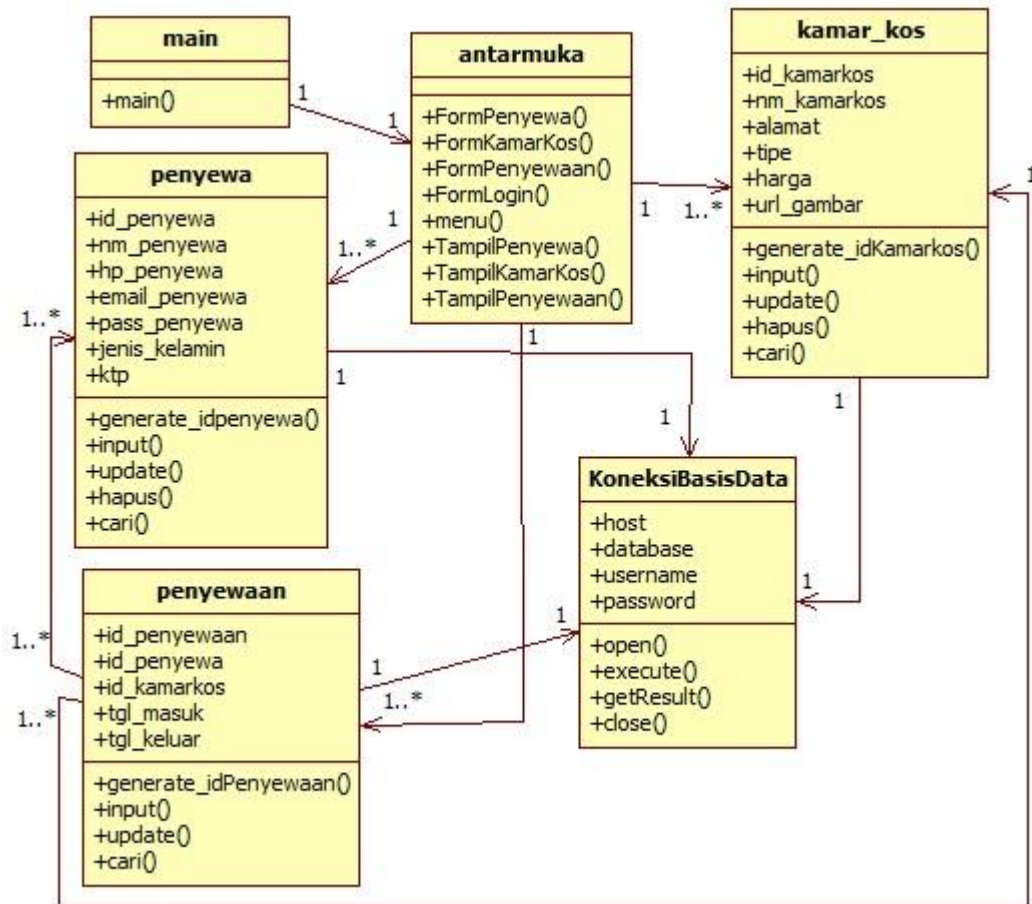 main
+main()
1
1
antarmuka
+FormPenyewa()
+FormKamarKos()
+FormPenyewaan()
+FormLogin()
+menu()
+TampilPenyewa()
+TampilKamarKos()
+TampilPenyewaan()
kamar_kos
+id_kamarkos
+nm_kamarkos
+alamat
+tipe
+harga
+url_gambar
+generate_idKamarkos()
+input()
+update()
+hapus()
+cari()
1
1..*
1
1
1..*
penyewa
+id_penyewa
+nm_penyewa
+hp_penyewa
+email_penyewa
+pass_penyewa
+jenis_kelamin
+ktp
+generate_idpenyewa()
+input()
+update()
+hapus()
+cari()
1..*
1
1
1
1
KoneksiBasisData
+host
+database
+username
+password
+open()
+execute()
+getResult()
+close()
1
penyewaan
+id_penyewaan
+id_penyewa
+id_kamarkos
+tgl_masuk
+tgl_keluar
+generate_idPenyewaan()
+input()
+update()
+cari()
1..*
1..*
1
1
1..*